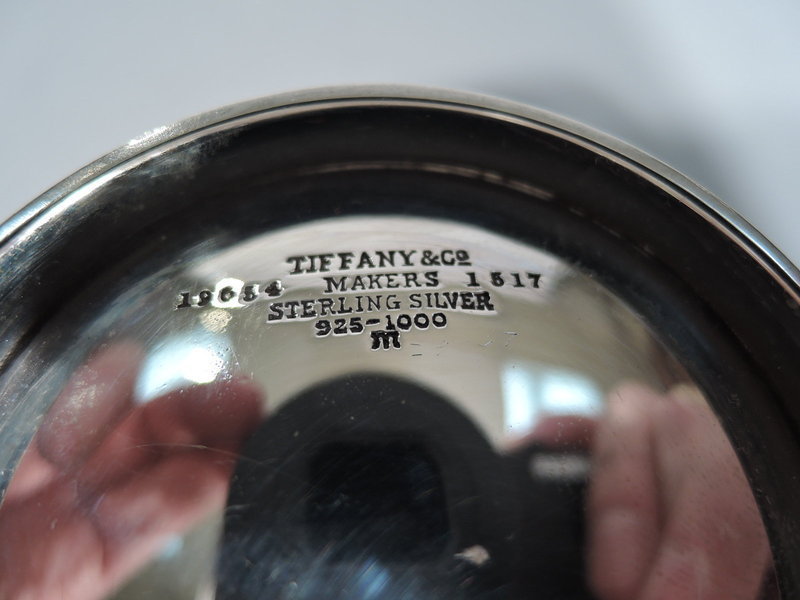 TIFFANY & Co
19654 MAKERS 1517
STERLING SILVER
925-1000
m